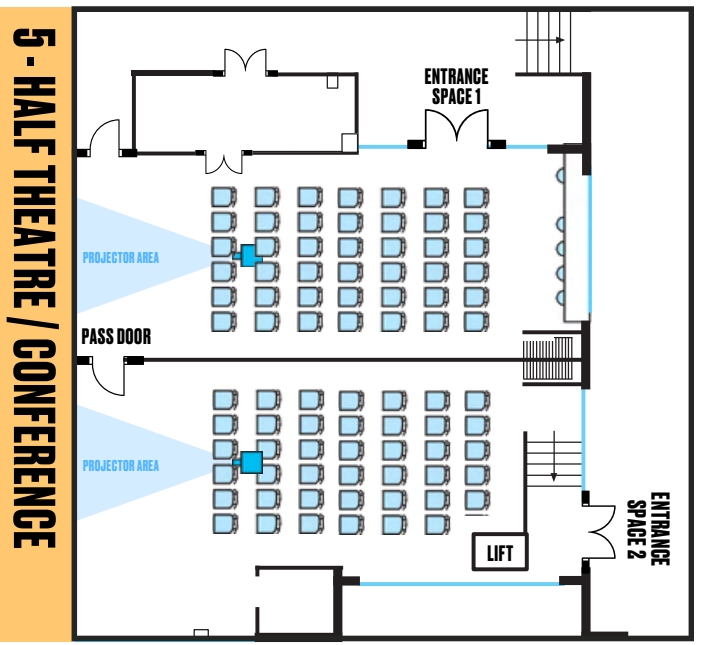 5 - HALF THEATRE / CONFERENCE
ENTRANCE
SPACE 1
PROJECTOR AREA
PASS DOOR
PROJECTOR AREA
ENTRANCE
SPACE 2
LIFT